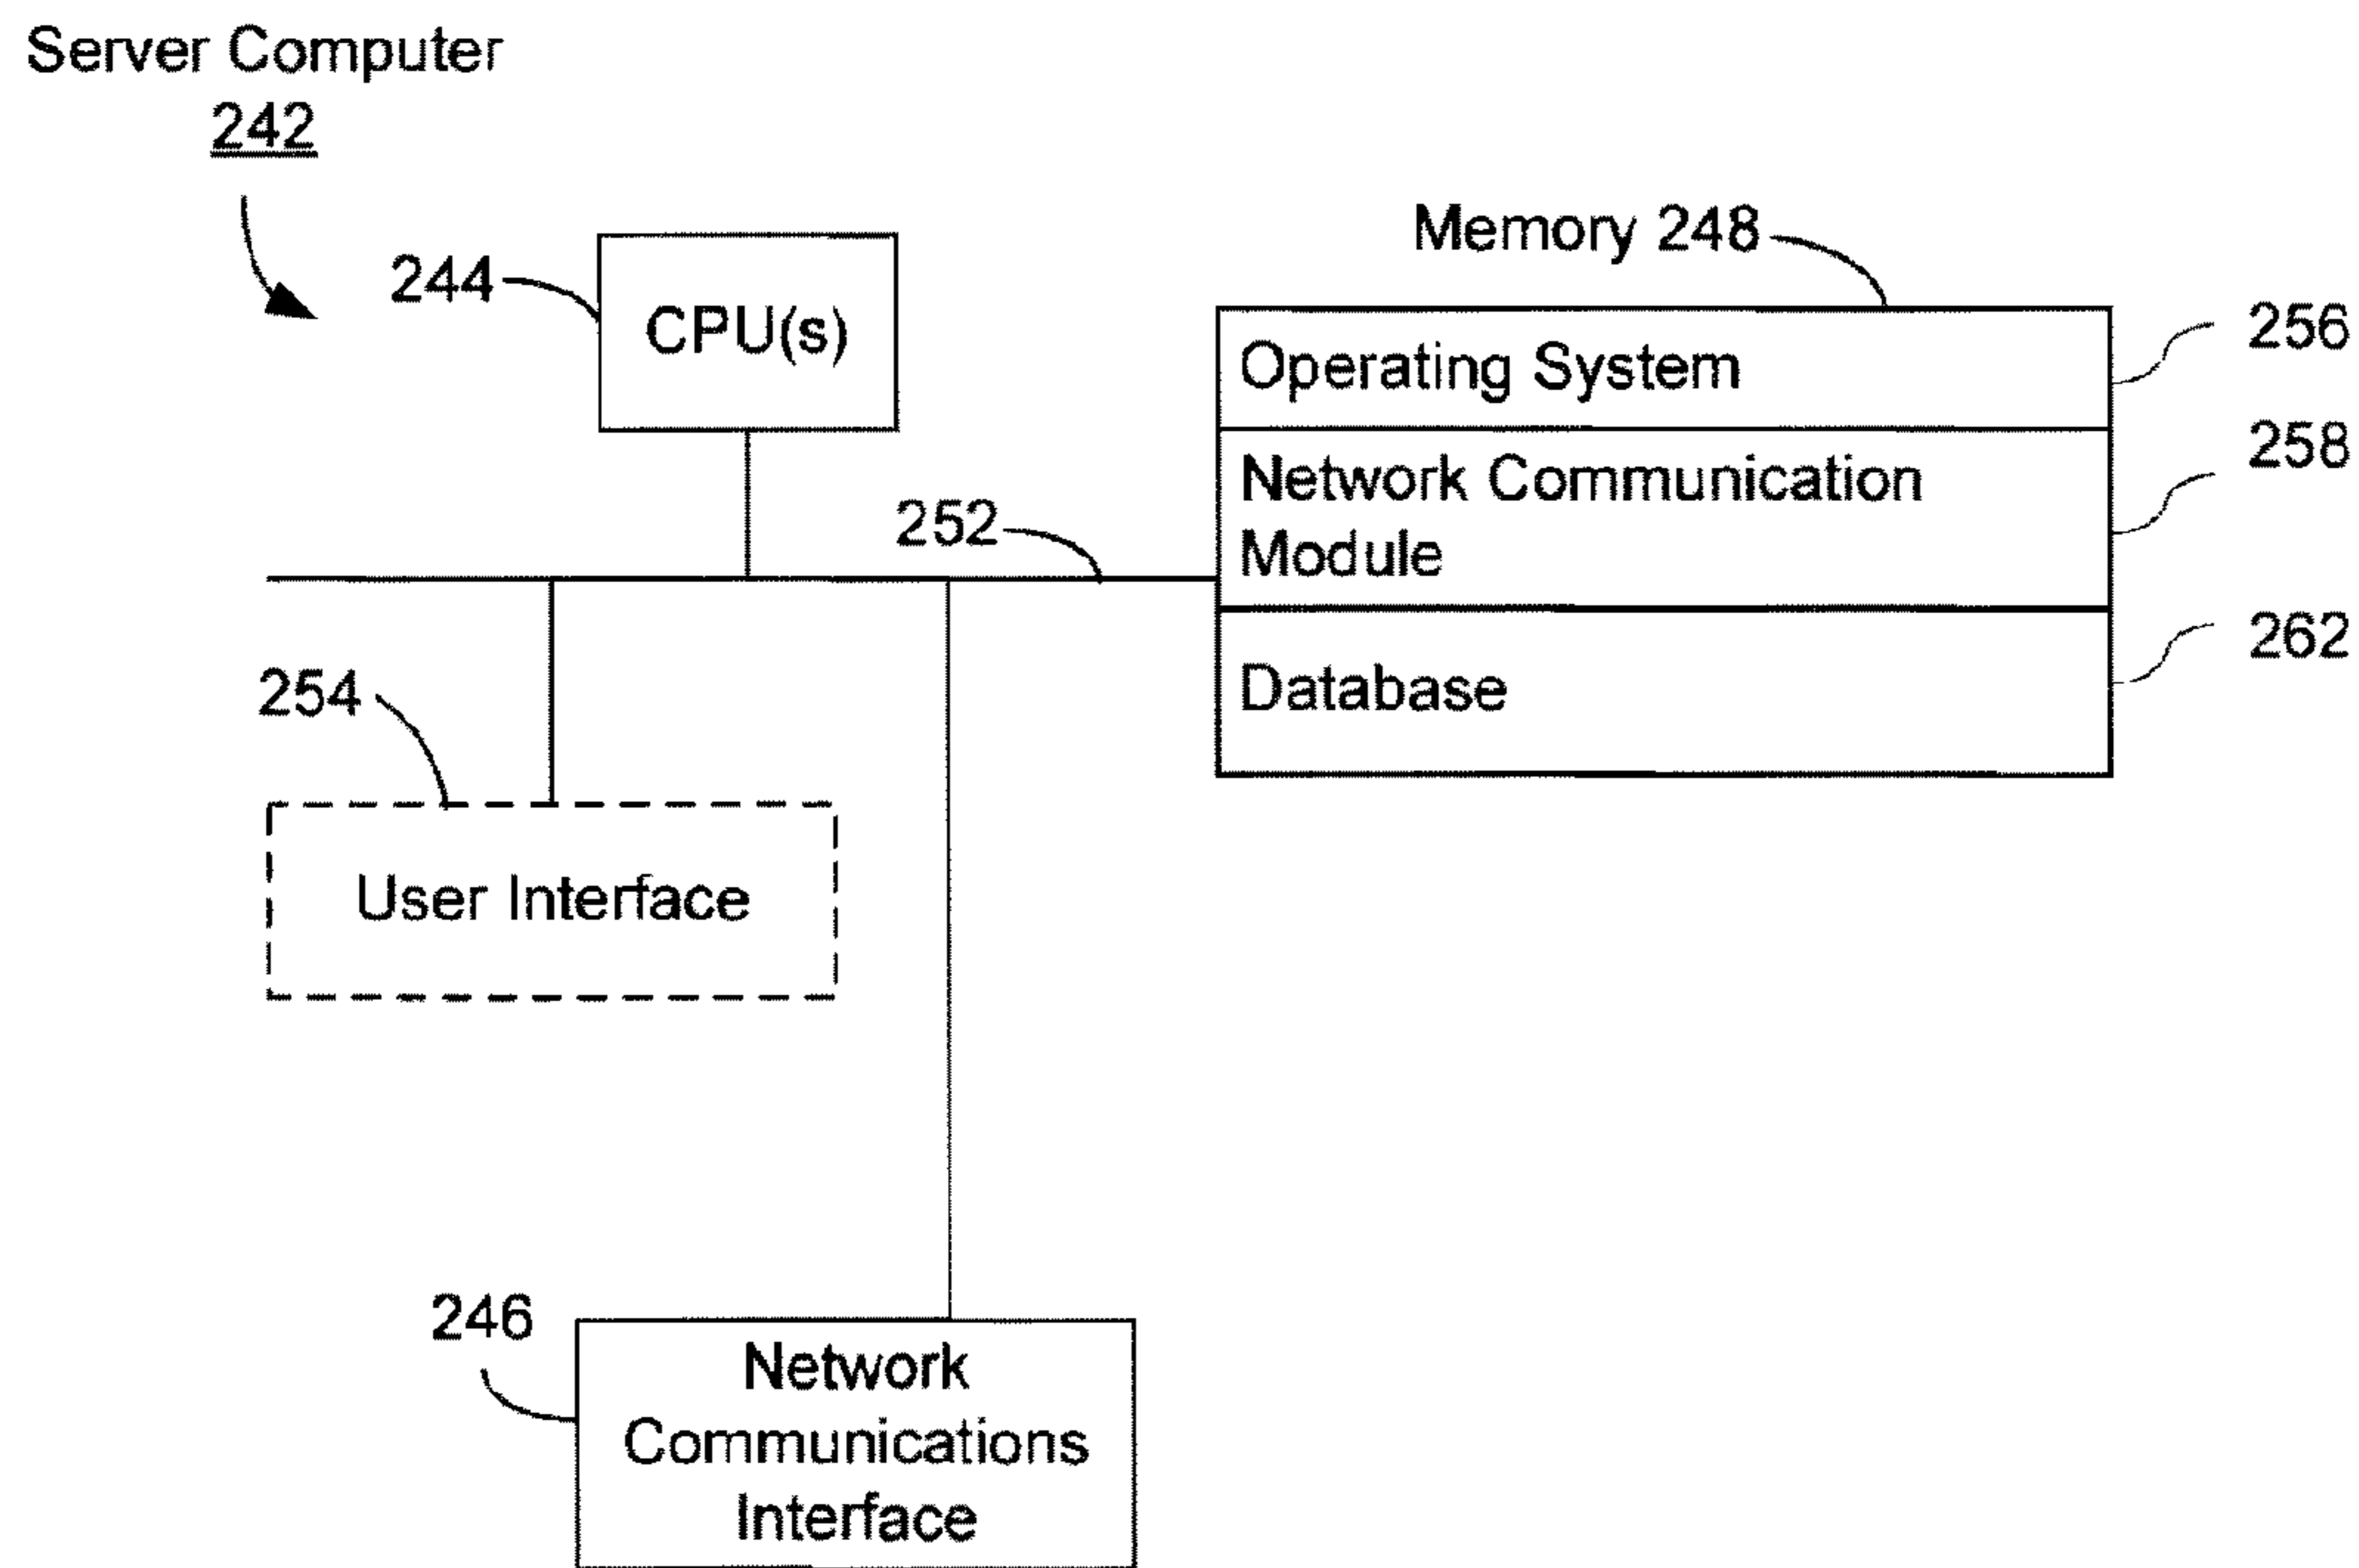 Server Computer
242
244
CPU(s)
Memory 248
Operating System
256
Network Communication
Module
258
252
Database
262
254
User Interface
246
Network
Communications
Interface